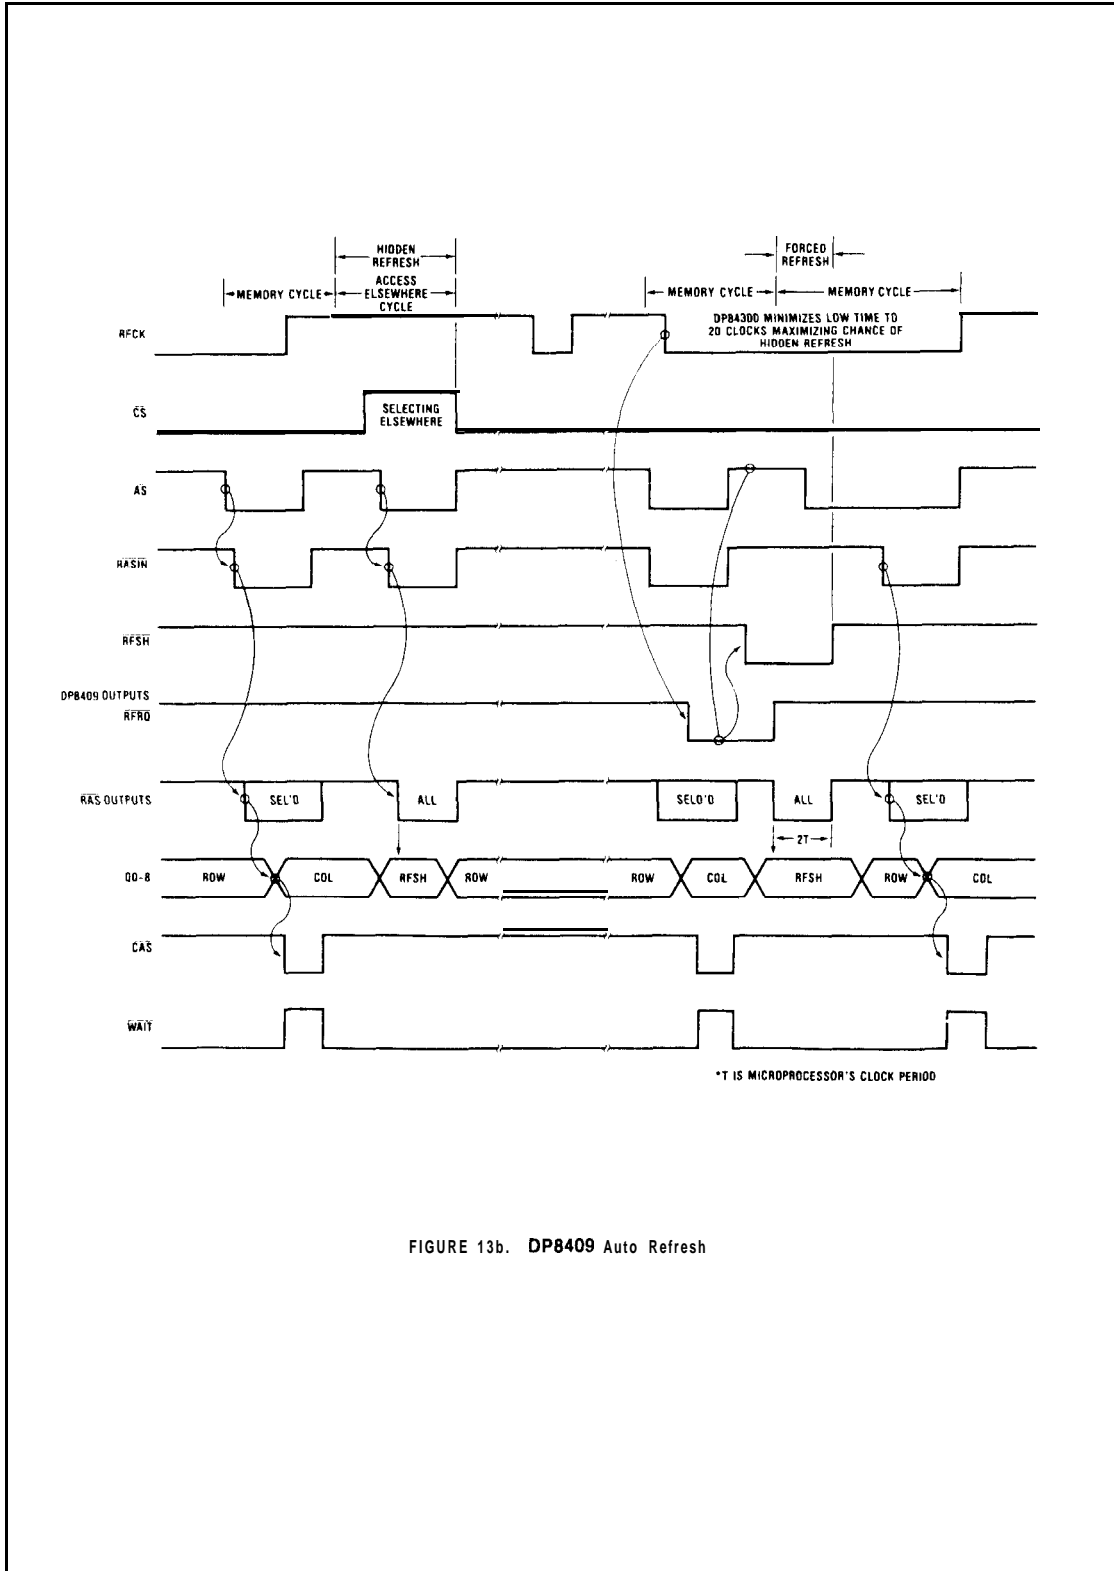 HIDDEN
REFRESH
FORCED
REFRESH
MEMORY CYCLE
ACCESS
ELSEWHERE
CYCLE
MEMORY CYCLE
MEMORY CYCLE
RFCK
DP84300 MINIMIZES LOW TIME TO
20 CLOCKS MAXIMIZING CHANCE OF
HIDDEN REFRESH
CS
SELECTING
ELSEWHERE
AS
RASIN
RFSH
DP8409 OUTPUTS
RFRQ
RAS OUTPUTS
SEL'D
ALL
SELD'D
ALL
SEL'D
2T
Q0-8
ROW
COL
RFSH
ROW
ROW
COL
RFSH
ROW
COL
CAS
WAIT
*T IS MICROPROCESSOR'S CLOCK PERIOD
FIGURE 13b. DP8409 Auto Refresh